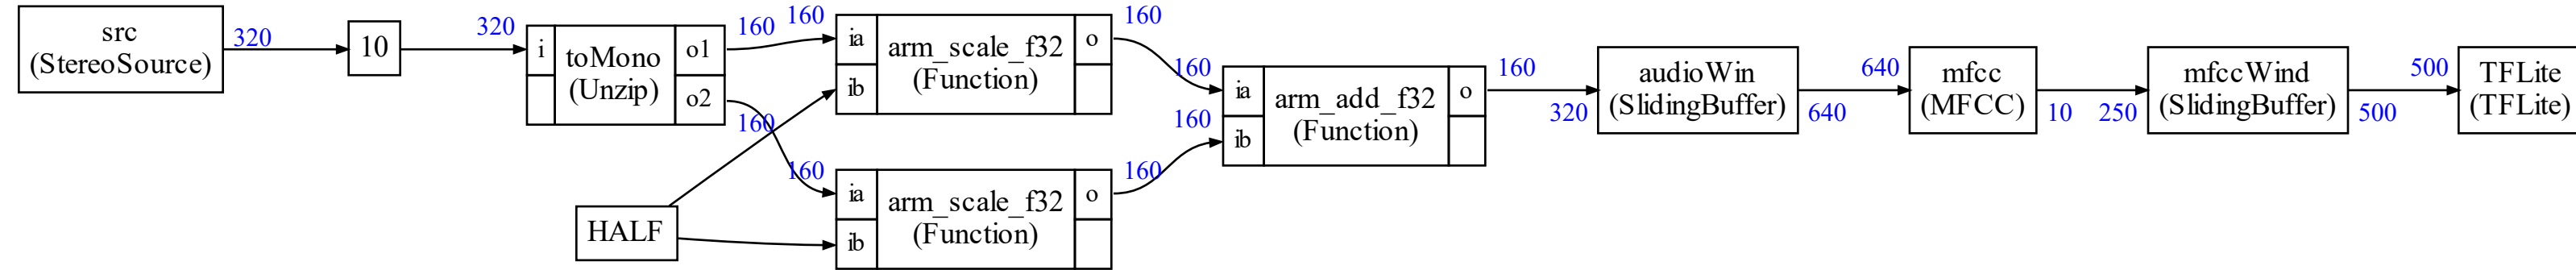 src
(StereoSource)
320
10
320
i
toMono
(Unzip)
o1
o2
160
160
160
160
HALF
ia
ib
arm_scale_f32
(Function)
o
160
ia
ib
arm_scale_f32
(Function)
o
160
160
160
ia
ib
arm_add_f32
(Function)
o
160
320
audioWin
(SlidingBuffer)
640
640
mfcc
(MFCC)
10
250
mfccWind
(SlidingBuffer)
500
500
TFLite
(TFLite)